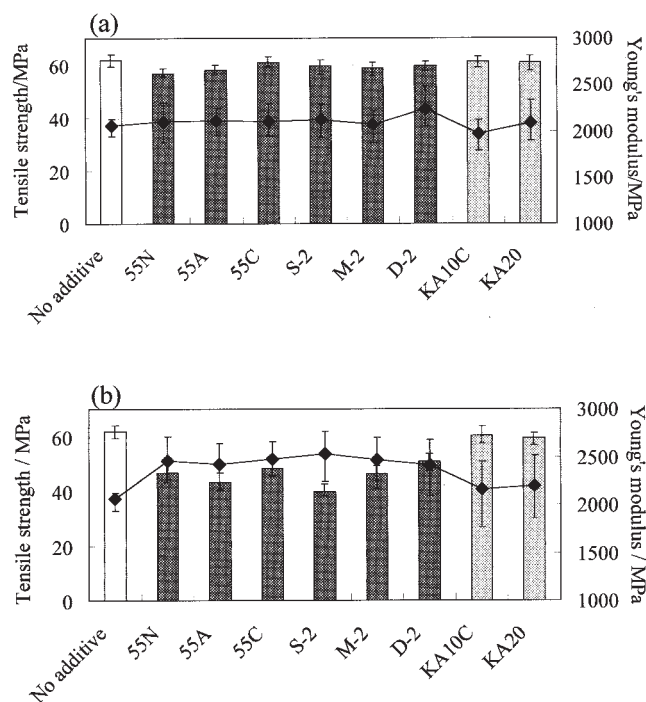 (a)
Tensile strength/MPa
60
40
20
0
3000
2500
2000
1500
1000
Young's modulus/MPa
No additive
55N
55A
55C
S-2
M-2
D-2
KA10C
KA20
(b)
Tensile strength / MPa
60
40
20
0
3000
2500
2000
1500
1000
Young's modulus / MPa
No additive
55N
55A
55C
S-2
M-2
D-2
KA10C
KA20